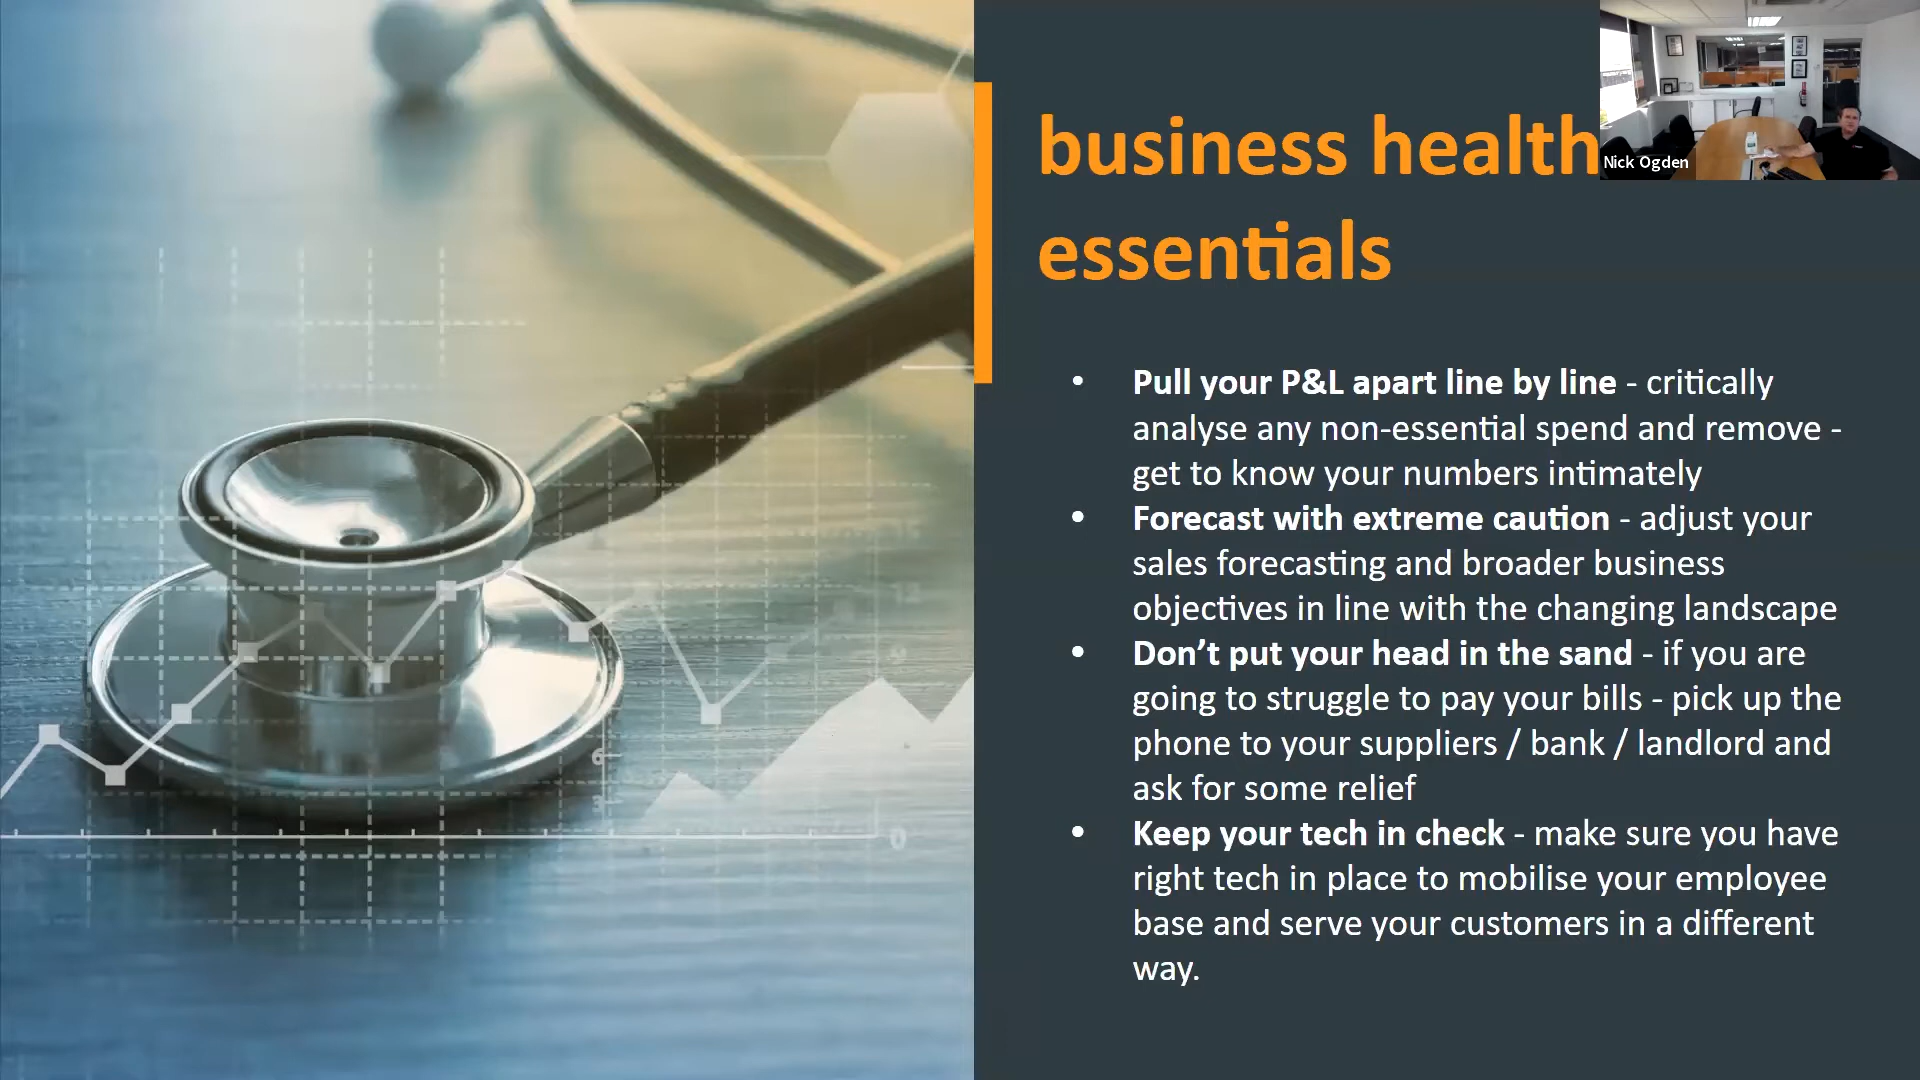 business health
essentials
Nick Ogden
• Pull your P&L apart line by line - critically
analyse any non-essential spend and remove -
get to know your numbers intimately
• Forecast with extreme caution - adjust your
sales forecasting and broader business
objectives in line with the changing landscape
• Don’t put your head in the sand - if you are
going to struggle to pay your bills - pick up the
phone to your suppliers / bank / landlord and
ask for some relief
• Keep your tech in check - make sure you have
right tech in place to mobilise your employee
base and serve your customers in a different
way.
6
3
0